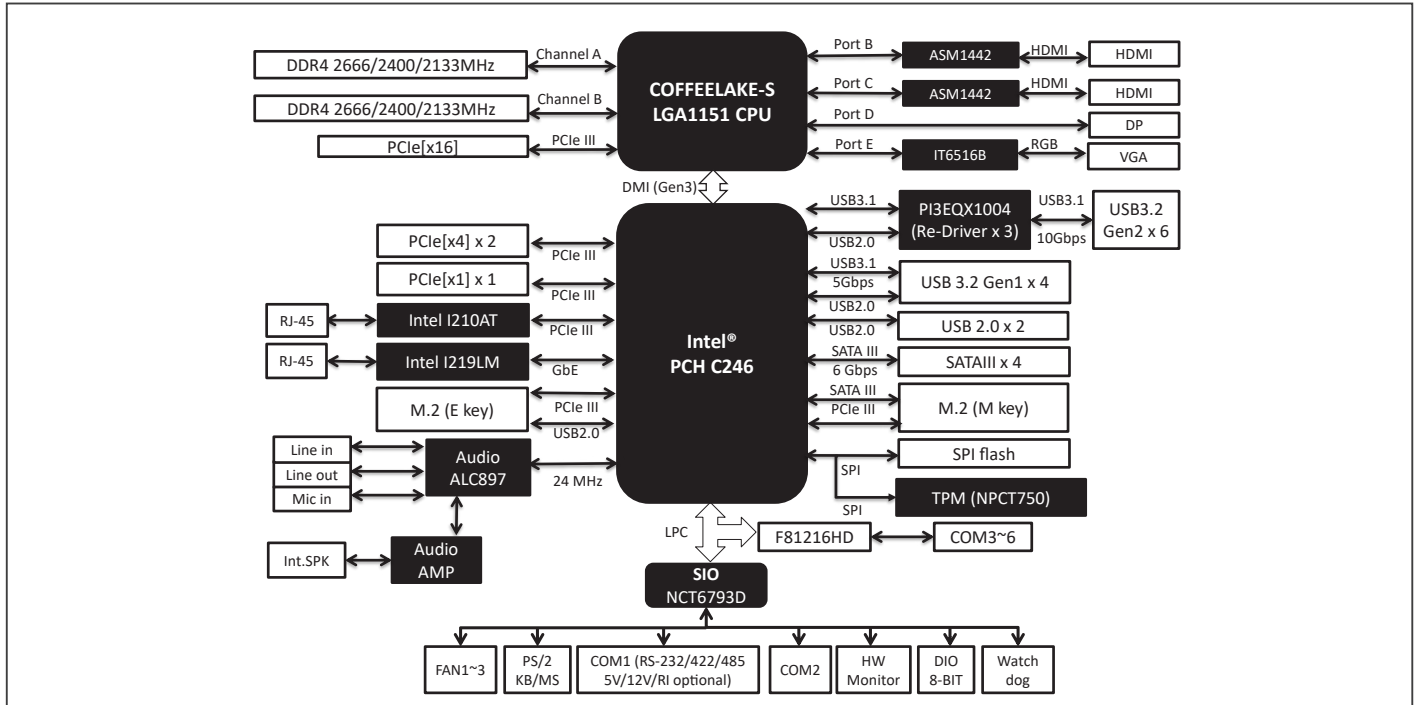 DDR4 2666/2400/2133MHz
Channel A
DDR4 2666/2400/2133MHz
Channel B
PCIe[x16]
PCIe III
COFFEELAKE-S
LGA1151 CPU
Port B
ASM1442
HDMI
HDMI
Port C
ASM1442
HDMI
HDMI
Port D
DP
Port E
IT6516B
RGB
VGA
DMI (Gen3)
PCIe[x4] x 2
PCIe III
PCIe[x1] x 1
PCIe III
RJ-45
Intel I210AT
PCIe III
RJ-45
Intel I219LM
GbE
M.2 (E key)
PCIe III
USB2.0
Line in
Line out
Mic in
Audio
ALC897
24 MHz
Int.SPK
Audio
AMP
Intel®
PCH C246
USB3.1
USB2.0
PI3EQX1004
(Re-Driver x 3)
USB3.1
10Gbps
USB3.2
Gen2 x 6
USB3.1
5Gbps
USB2.0
USB 3.2 Gen1 x 4
USB2.0
USB 2.0 x 2
SATA III
6 Gbps
SATAIII x 4
SATA III
PCIe III
M.2 (M key)
SPI
SPI flash
SPI
TPM (NPCT750)
LPC
F81216HD
COM3~6
SIO
NCT6793D
FAN1~3
PS/2
KB/MS
COM1 (RS-232/422/485
5V/12V/RI optional)
COM2
HW
Monitor
DIO
8-BIT
Watch
dog